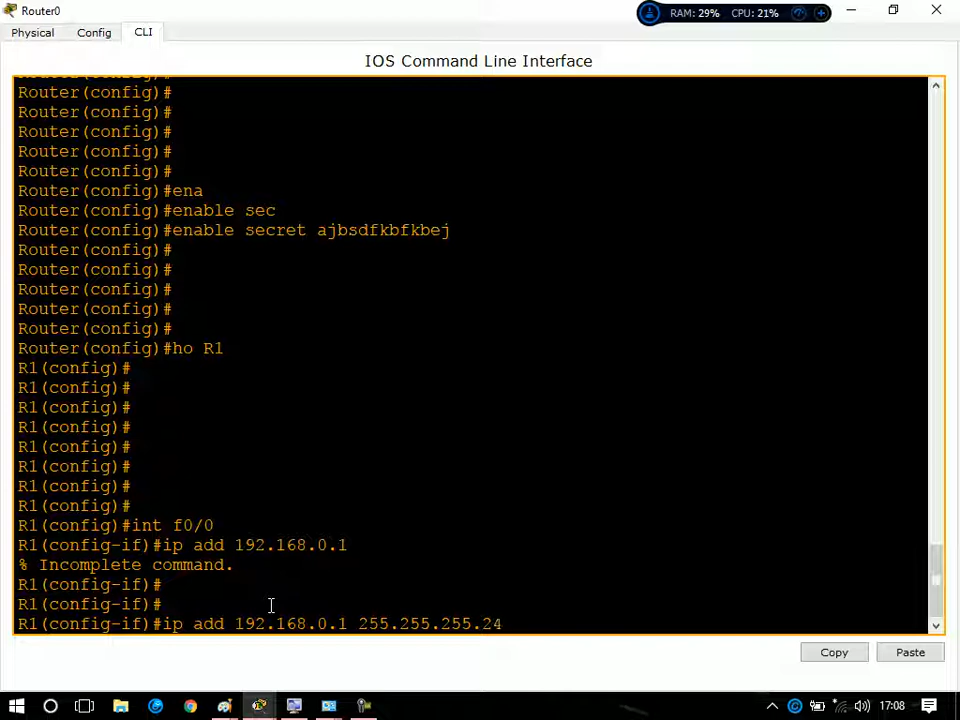 Router0
RAM: 29% CPU: 21%
Physical Config CLI
IOS Command Line Interface
Router(config)#
Router(config)#
Router(config)#
Router(config)#
Router(config)#
Router(config)#ena
Router(config)#enable sec
Router(config)#enable secret ajbsdfkbfkbej
Router(config)#
Router(config)#
Router(config)#
Router(config)#
Router(config)#
Router(config)#ho R1
R1(config)#
R1(config)#
R1(config)#
R1(config)#
R1(config)#
R1(config)#
R1(config)#
R1(config)#
R1(config)#int f0/0
R1(config-if)#ip add 192.168.0.1
% Incomplete command.
R1(config-if)#
R1(config-if)#
R1(config-if)#ip add 192.168.0.1 255.255.255.24
Copy Paste
17:08